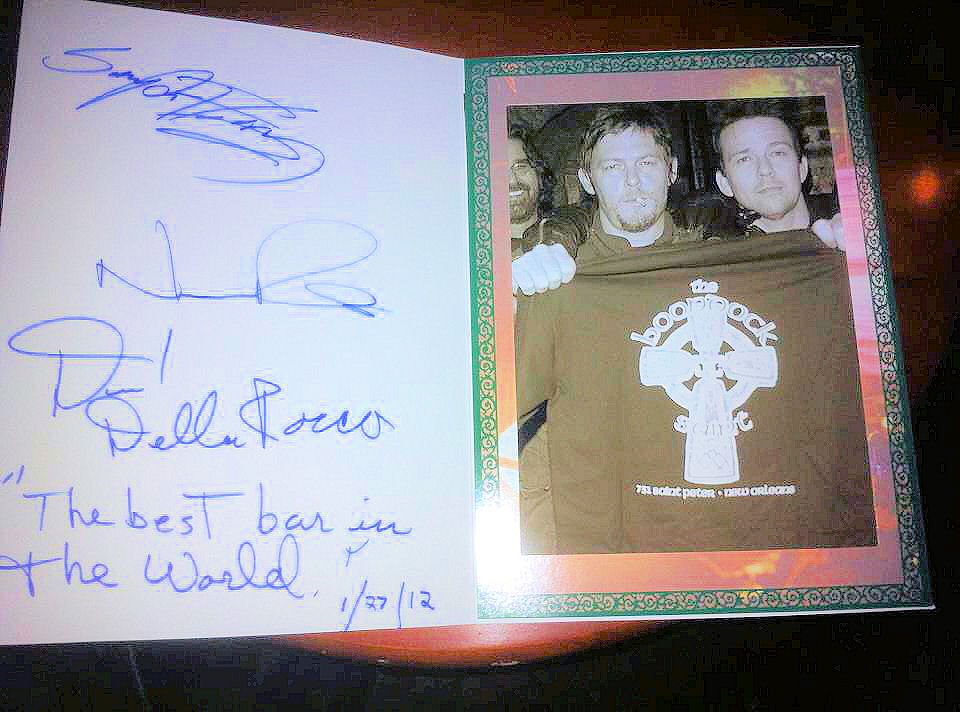 Della Rocco
"The best bar in
the World."
1/27/12
the
boondock
saint
731 saint peter • new orleans